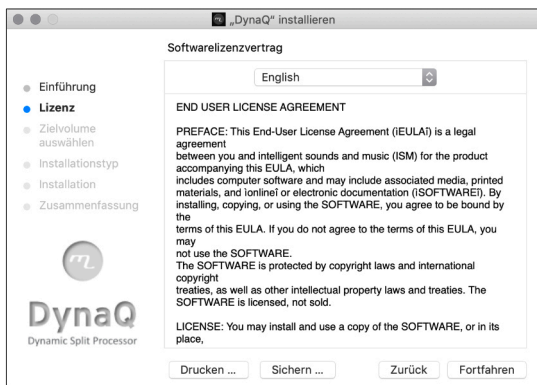 „DynaQ“ installieren
Softwarelizenzvertrag
English
Einführung
Lizenz
Zielvolume
auswählen
Installationstyp
Installation
Zusammenfassung
END USER LICENSE AGREEMENT
PREFACE: This End-User License Agreement (ìEULAî) is a legal
agreement
between you and intelligent sounds and music (ISM) for the product
accompanying this EULA, which
includes computer software and may include associated media, printed
materials, and ìonlineî or electronic documentation (ìSOFTWAREî). By
installing, copying, or using the SOFTWARE, you agree to be bound by
the
terms of this EULA. If you do not agree to the terms of this EULA, you
may
not use the SOFTWARE.
The SOFTWARE is protected by copyright laws and international
copyright
treaties, as well as other intellectual property laws and treaties. The
SOFTWARE is licensed, not sold.
LICENSE: You may install and use a copy of the SOFTWARE, or in its
place,
DynaQ
Dynamic Split Processor
Drucken ...
Sichern ...
Zurück
Fortfahren